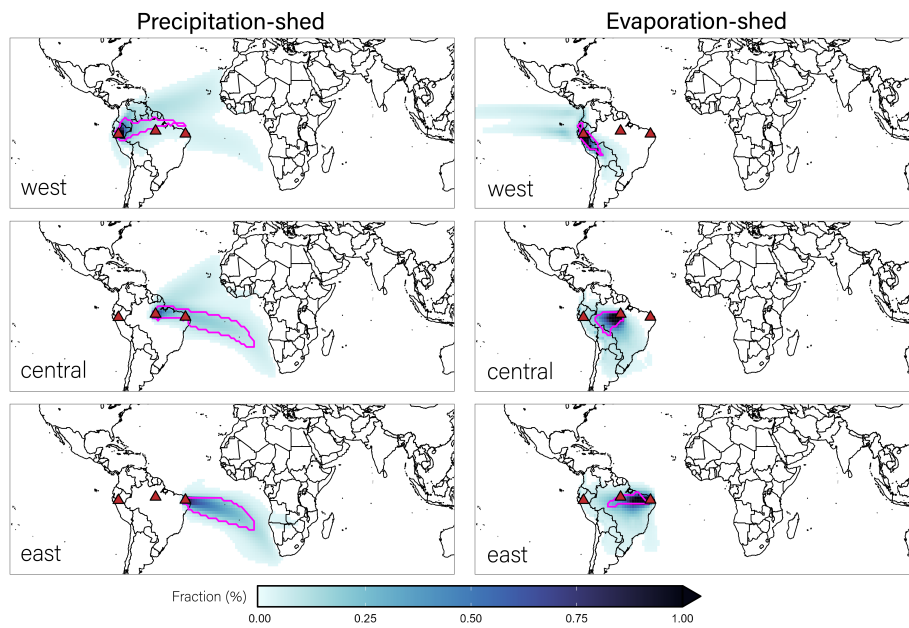 Precipitation-shed
Evaporation-shed
west
west
central
central
east
east
Fraction (%)
0.00
0.25
0.50
0.75
1.00